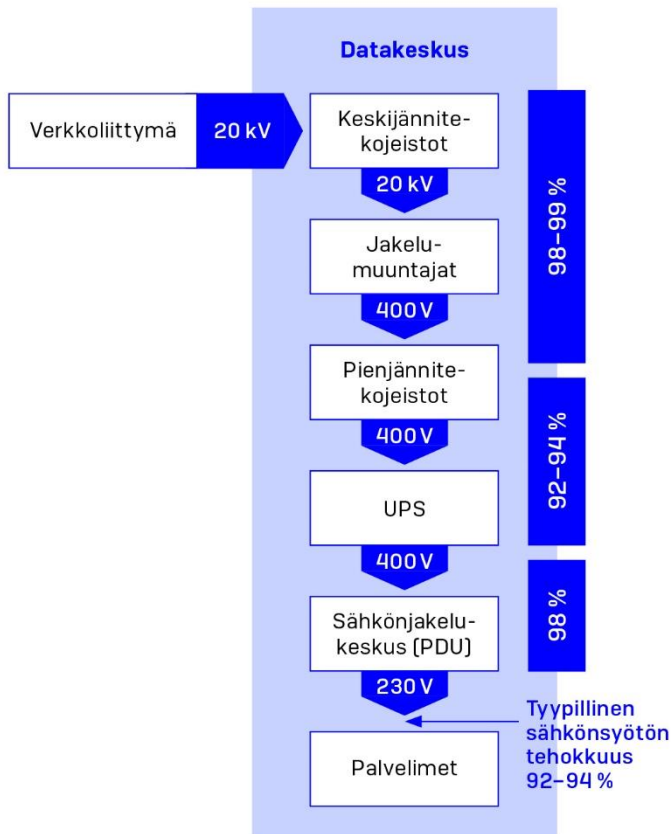 Datakeskus
Verkkoliittymä
20 kV
Keskijännite-
kojeistot
20 kV
Jakelu-
muuntajat
400 V
Pienjännite-
kojeistot
400 V
UPS
400 V
Sähkönjakelu-
keskus (PDU)
230 V
Palvelimet
98–99 %
92–94 %
98 %
Tyypillinen
sähkönsyötön
tehokkuus
92–94 %